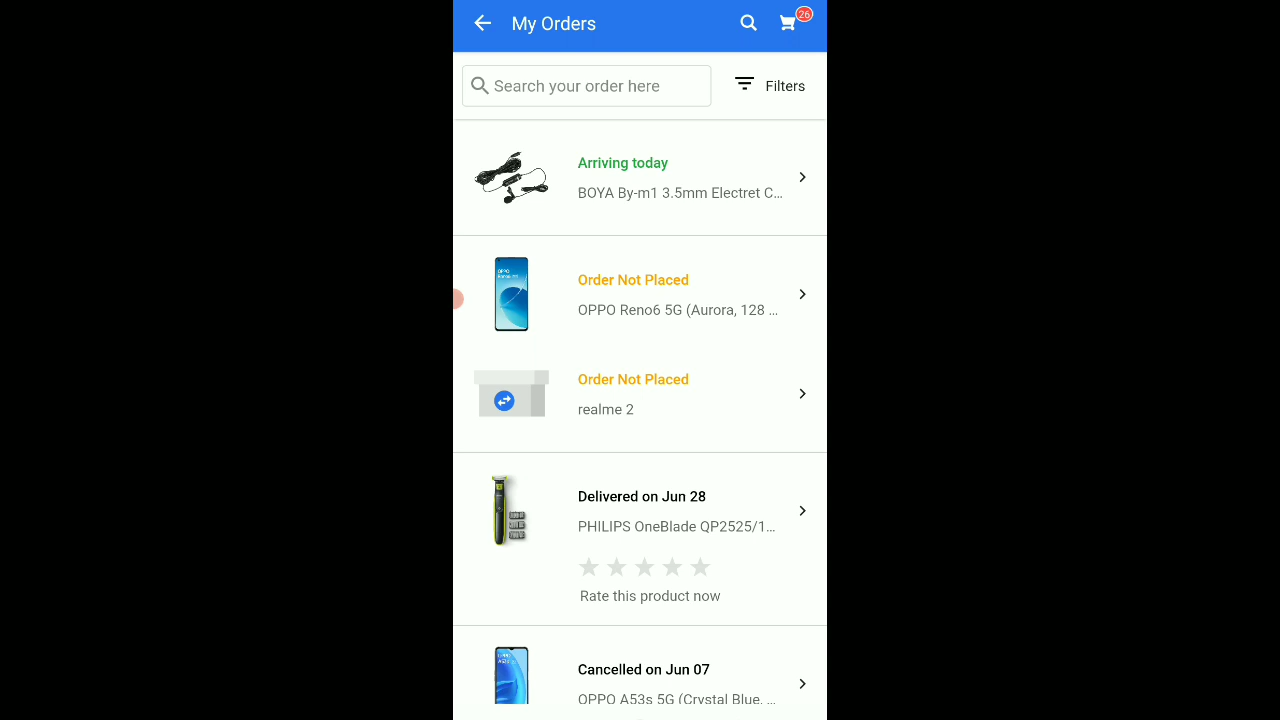 My Orders
26
Search your order here
Filters
Arriving today
BOYA By-m1 3.5mm Electret C...
Order Not Placed
OPPO Reno6 5G (Aurora, 128 ...
Order Not Placed
realme 2
Delivered on Jun 28
PHILIPS OneBlade QP2525/1...
Rate this product now
Cancelled on Jun 07
OPPO A53s 5G (Crystal Blue, ...